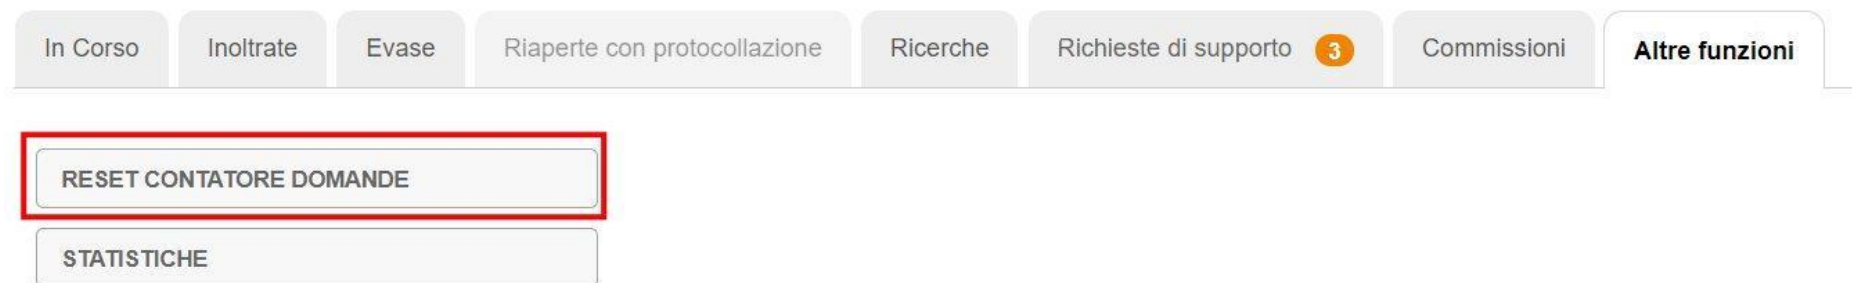 In Corso Inoltrate Evase Riaperte con protocollazione Ricerche Richieste di supporto 3 Commissioni Altre funzioni
RESET CONTATORE DOMANDE
STATISTICHE